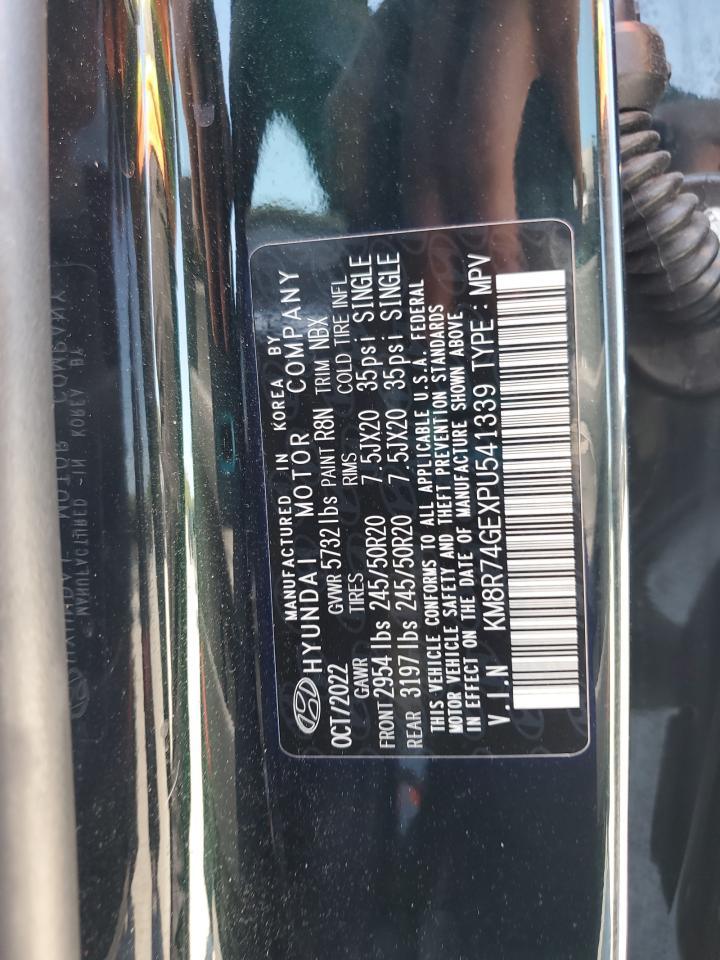 MANUFACTURED IN KOREA BY
HYUNDAI MOTOR COMPANY
OCT/2022 GVWR 5732lbs PAINT R8N TRIM NBX
GAWR TIRES RIMS COLD TIRE INFL
FRONT 2954 lbs 245/50R20 7.5JX20 35psi SINGLE
REAR 3197 lbs 245/50R20 7.5JX20 35psi SINGLE
THIS VEHICLE CONFORMS TO ALL APPLICABLE U.S.A. FEDERAL
MOTOR VEHICLE SAFETY AND THEFT PREVENTION STANDARDS
IN EFFECT ON THE DATE OF MANUFACTURE SHOWN ABOVE
V.I.N KM8R74GEXPU541339 TYPE : MPV